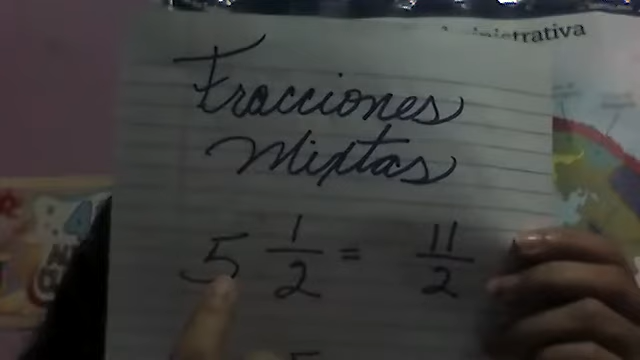 Fracciones
Mixtas
5 1/2 = 11/2